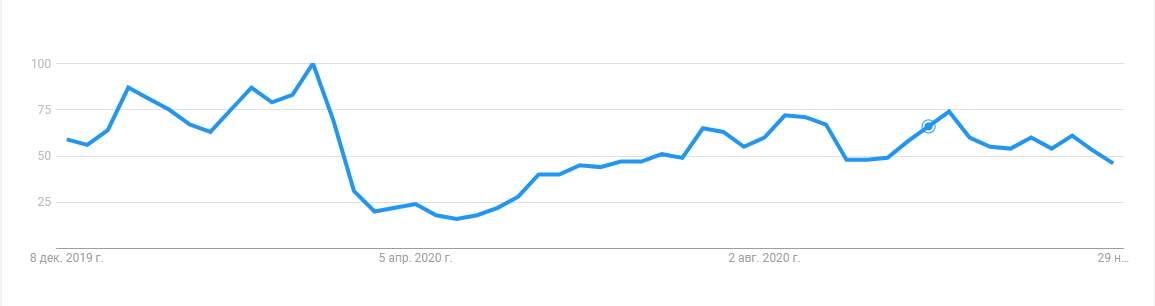 100
75
50
25
8 дек. 2019 г.
5 апр. 2020 г.
2 авг. 2020 г.
29 н…